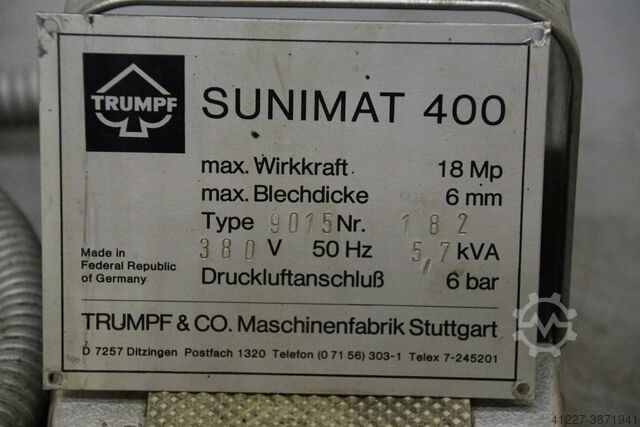 TRUMPF
SUNIMAT 400
max. Wirkkraft 18 Mp
max. Blechdicke 6 mm
Type 9015 Nr. 182
380 V 50 Hz 5,7 kVA
Druckluftanschluß 6 bar
Made in
Federal Republic
of Germany
TRUMPF & CO. Maschinenfabrik Stuttgart
D 7257 Ditzingen Postfach 1320 Telefon (0 71 56) 303-1 Telex 7-245201
41227-3871941